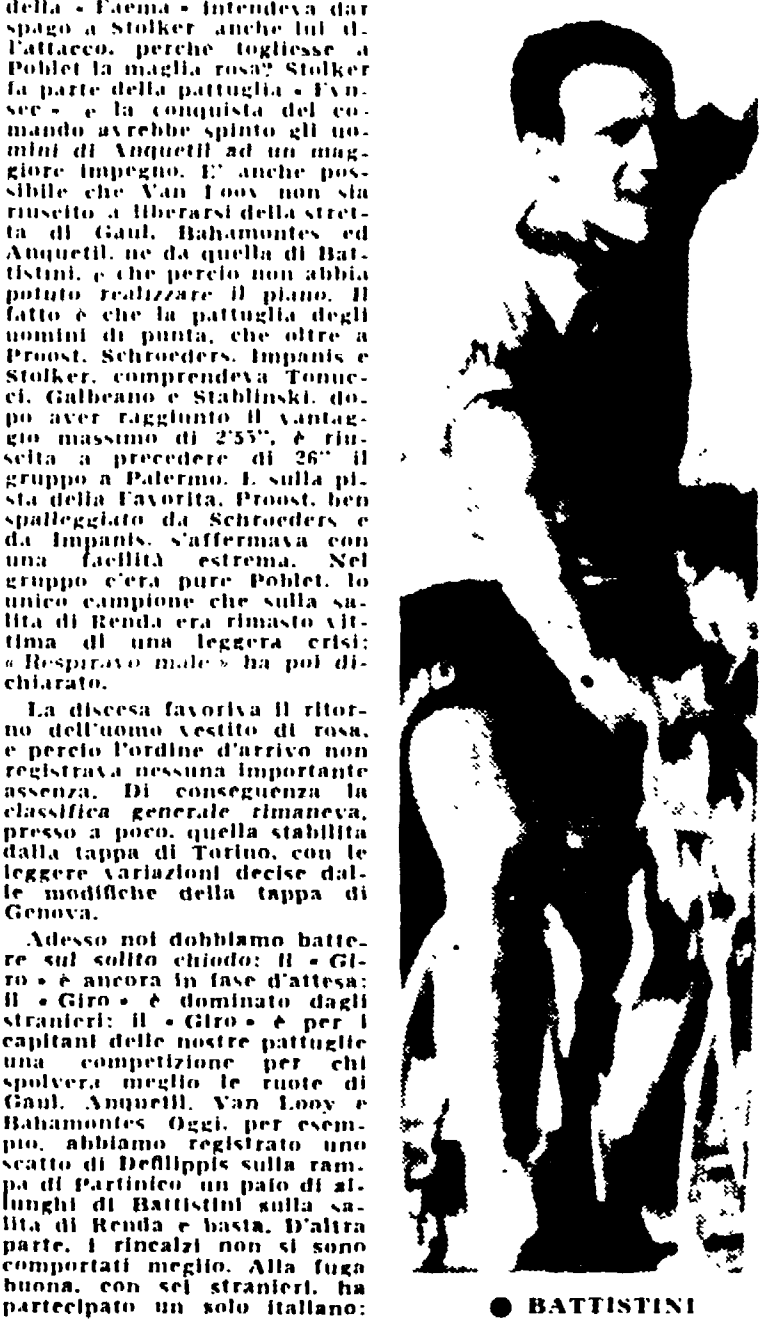 della « Faema » intendeva dar
spago a Stolker anche lui al-
l'attacco, perchè togliesse a
Poblet la maglia rosa? Stolker
fa parte della pattuglia « Fyn-
sec » e la conquista del co-
mando avrebbe spinto gli uo-
mini di Anquetil ad un mag-
giore impegno. E' anche pos-
sibile che Van Looy non sia
riuscito a liberarsi della stret-
ta di Gaul, Bahamontes ed
Anquetil, nè da quella di Bat-
tistini, e che perciò non abbia
potuto realizzare il piano. Il
fatto è che la pattuglia degli
uomini di punta, che oltre a
Proost, Schroeders, Impanis e
Stolker, comprendeva Tonuc-
ci, Galbeano e Stablinski, do-
po aver raggiunto il vantag-
gio massimo di 2'55", è riu-
scita a precedere di 26" il
gruppo a Palermo. E sulla pi-
sta della Favorita, Proost, ben
spalleggiato da Schroeders e
da Impanis, s'affermava con
una facilità estrema. Nel
gruppo c'era pure Poblet, lo
unico campione che sulla sa-
lita di Renda era rimasto vit-
tima di una leggera crisi:
« Respiravo male » ha poi di-
chiarato.
La discesa favoriva il ritor-
no dell'uomo vestito di rosa,
e perciò l'ordine d'arrivo non
registrava nessuna importante
assenza. Di conseguenza la
classifica generale rimaneva,
presso a poco, quella stabilita
dalla tappa di Torino, con le
leggere variazioni decise dal-
le modifiche della tappa di
Genova.
Adesso noi dobbiamo batte-
re sul solito chiodo: il « Gi-
ro » è ancora in fase d'attesa;
il « Giro » è dominato dagli
stranieri; il « Giro » è per i
capitani delle nostre pattuglie
una competizione per chi
spolvera meglio le ruote di
Gaul, Anquetil, Van Looy e
Bahamontes. Oggi, per esem-
pio, abbiamo registrato uno
scatto di Defilippis sulla ram-
pa di Partinico un paio di al-
lunghi di Battistini sulla sa-
lita di Renda e basta. D'altra
parte, i rincalzi non si sono
comportati meglio. Alla fuga
buona, con sei stranieri, ha
partecipato un solo italiano:
● BATTISTINI